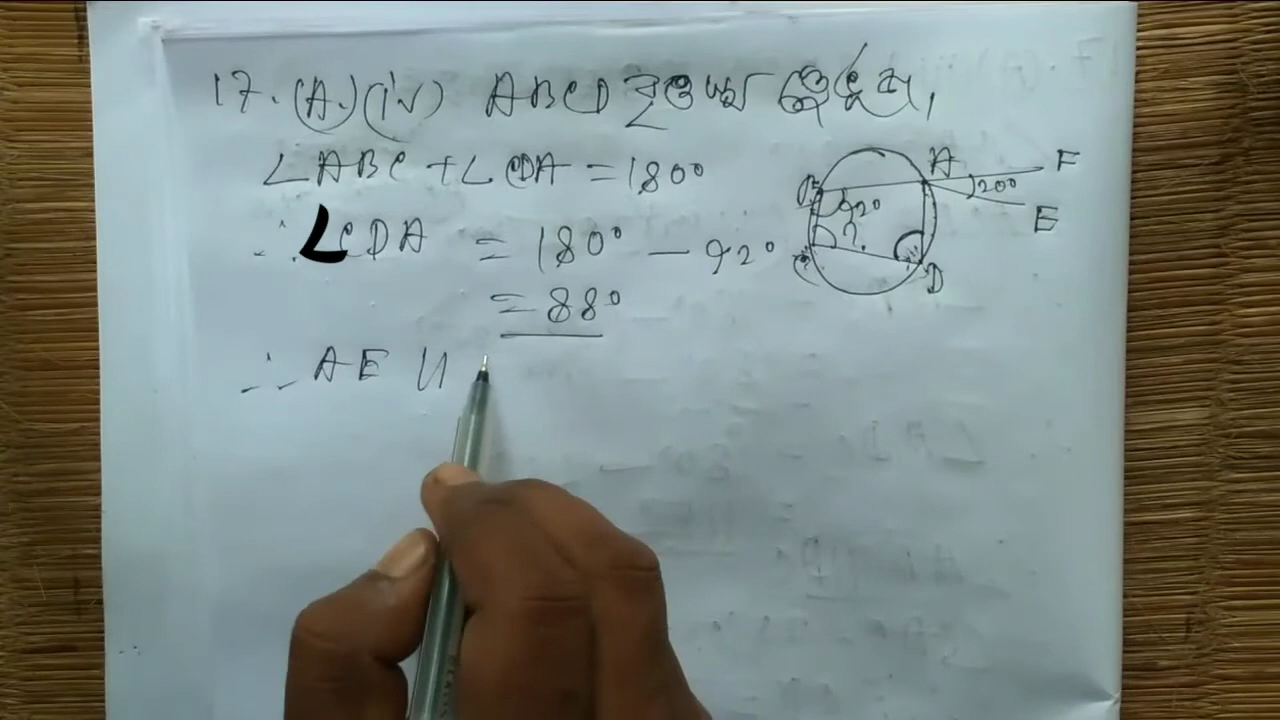 17. (A.)(iv) ABCD
∠ABC + ∠CDA = 180°
∴ ∠CDA = 180° - 92°
= 88°
∴ AE ||
A
F
B
92°
20°
E
?
C
D